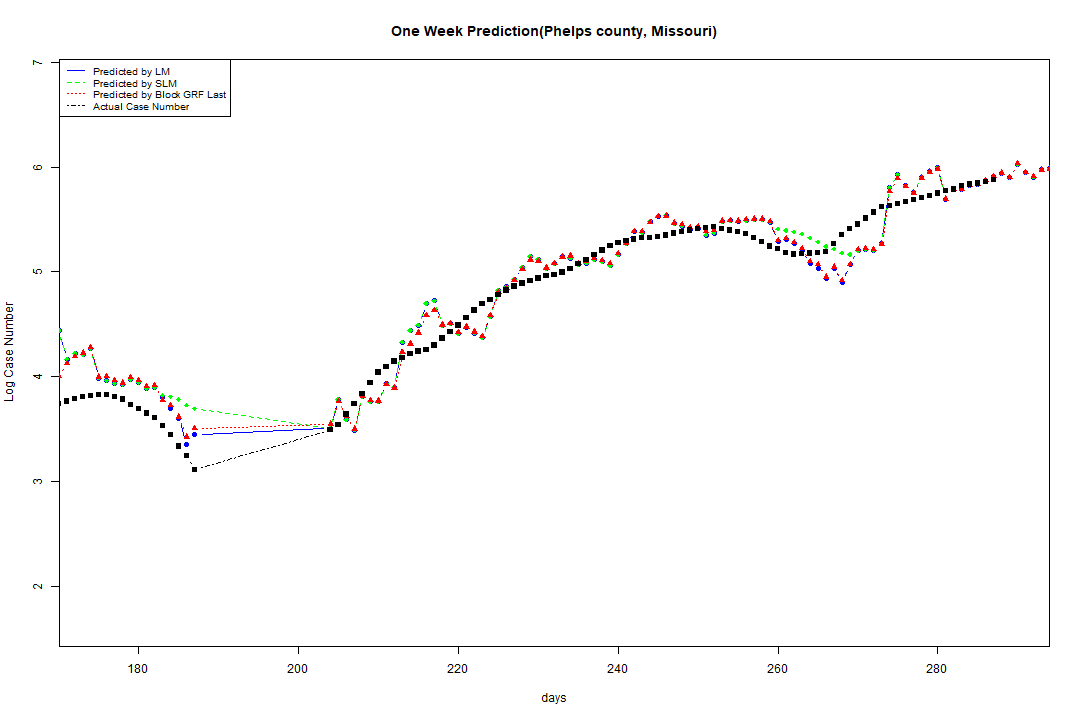 One Week Prediction(Phelps county, Missouri)
Predicted by LM
Predicted by SLM
Predicted by Block GRF Last
Actual Case Number
7
6
5
4
3
2
Log Case Number
180 200 220 240 260 280
days